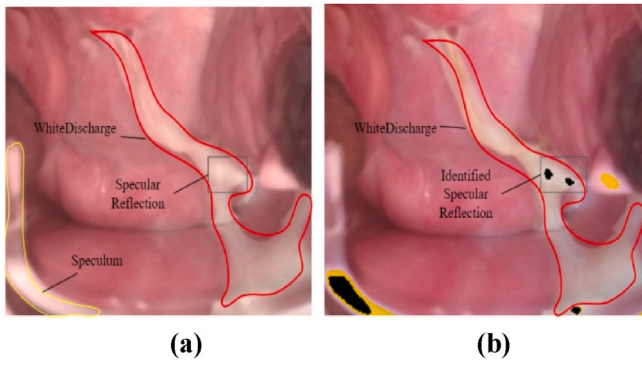 WhiteDischarge
Specular
Reflection
Speculum
WhiteDischarge
Identified
Specular
Reflection
(a)
(b)